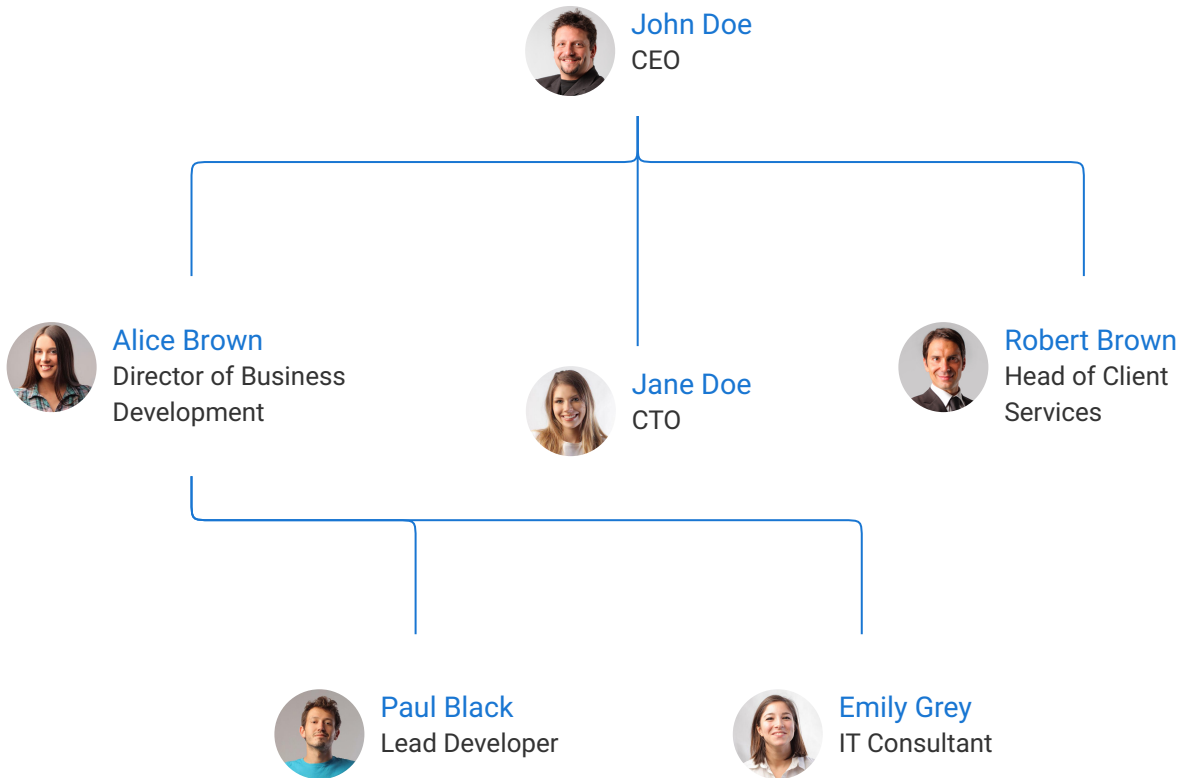 John Doe
CEO
Alice Brown
Director of Business
Development
Jane Doe
CTO
Robert Brown
Head of Client
Services
Paul Black
Lead Developer
Emily Grey
IT Consultant